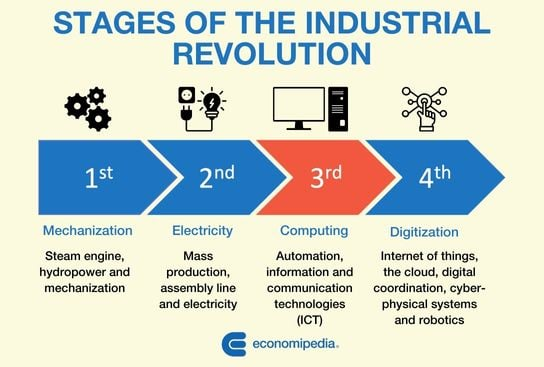 STAGES OF THE INDUSTRIAL
REVOLUTION
1st
2nd
3rd
4th
Mechanization
Steam engine,
hydropower and
mechanization
Electricity
Mass
production,
assembly line
and electricity
Computing
Automation,
information and
communication
technologies
(ICT)
Digitization
Internet of things,
the cloud, digital
coordination, cyber-
physical systems
and robotics
economipedia®